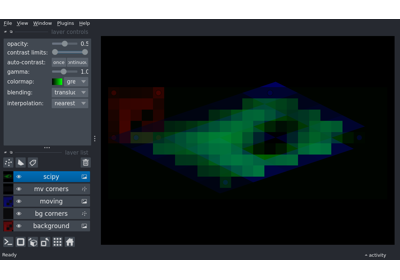 File View Window Plugins Help
layer controls
opacity: 0.5
contrast limits:
auto-contrast: once
gamma: 1.0
colormap: gre
blending: translu
interpolation: nearest
layer list
scipy
mv corners
moving
bg corners
background
Ready activity